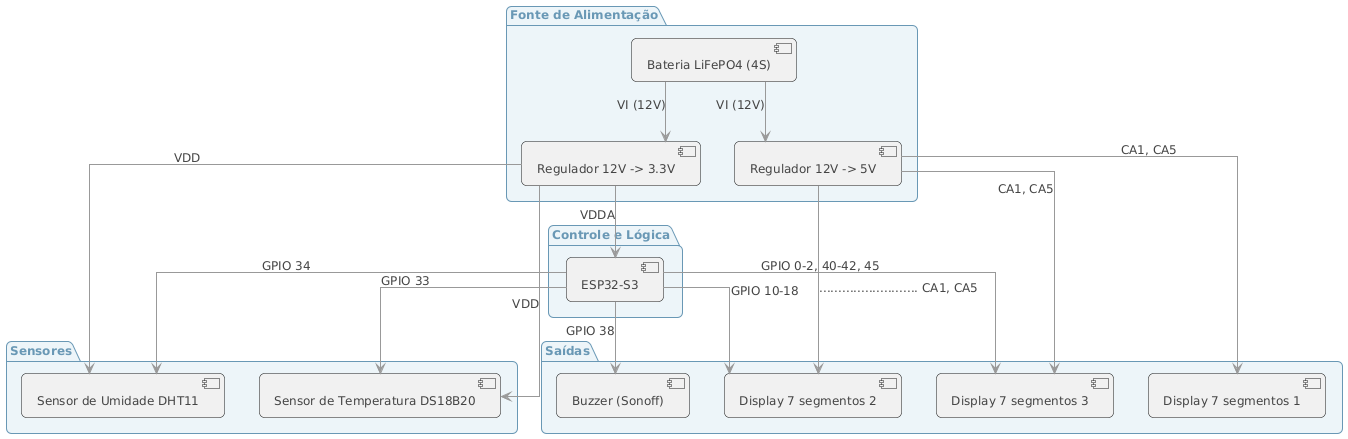 Fonte de Alimentação
Bateria LiFePO4 (4S)
VI (12V)
VI (12V)
CA1, CA5
VDD
Regulador 12V -> 3.3V
Regulador 12V -> 5V
CA1, CA5
VDDA
Controle e Lógica
GPIO 34
GPIO 0-2, 40-42, 45
GPIO 33
ESP32-S3
GPIO 10-18
CA1, CA5
VDD
GPIO 38
Sensores
Saídas
Sensor de Umidade DHT11
Sensor de Temperatura DS18B20
Buzzer (Sonoff)
Display 7 segmentos 2
Display 7 segmentos 3
Display 7 segmentos 1